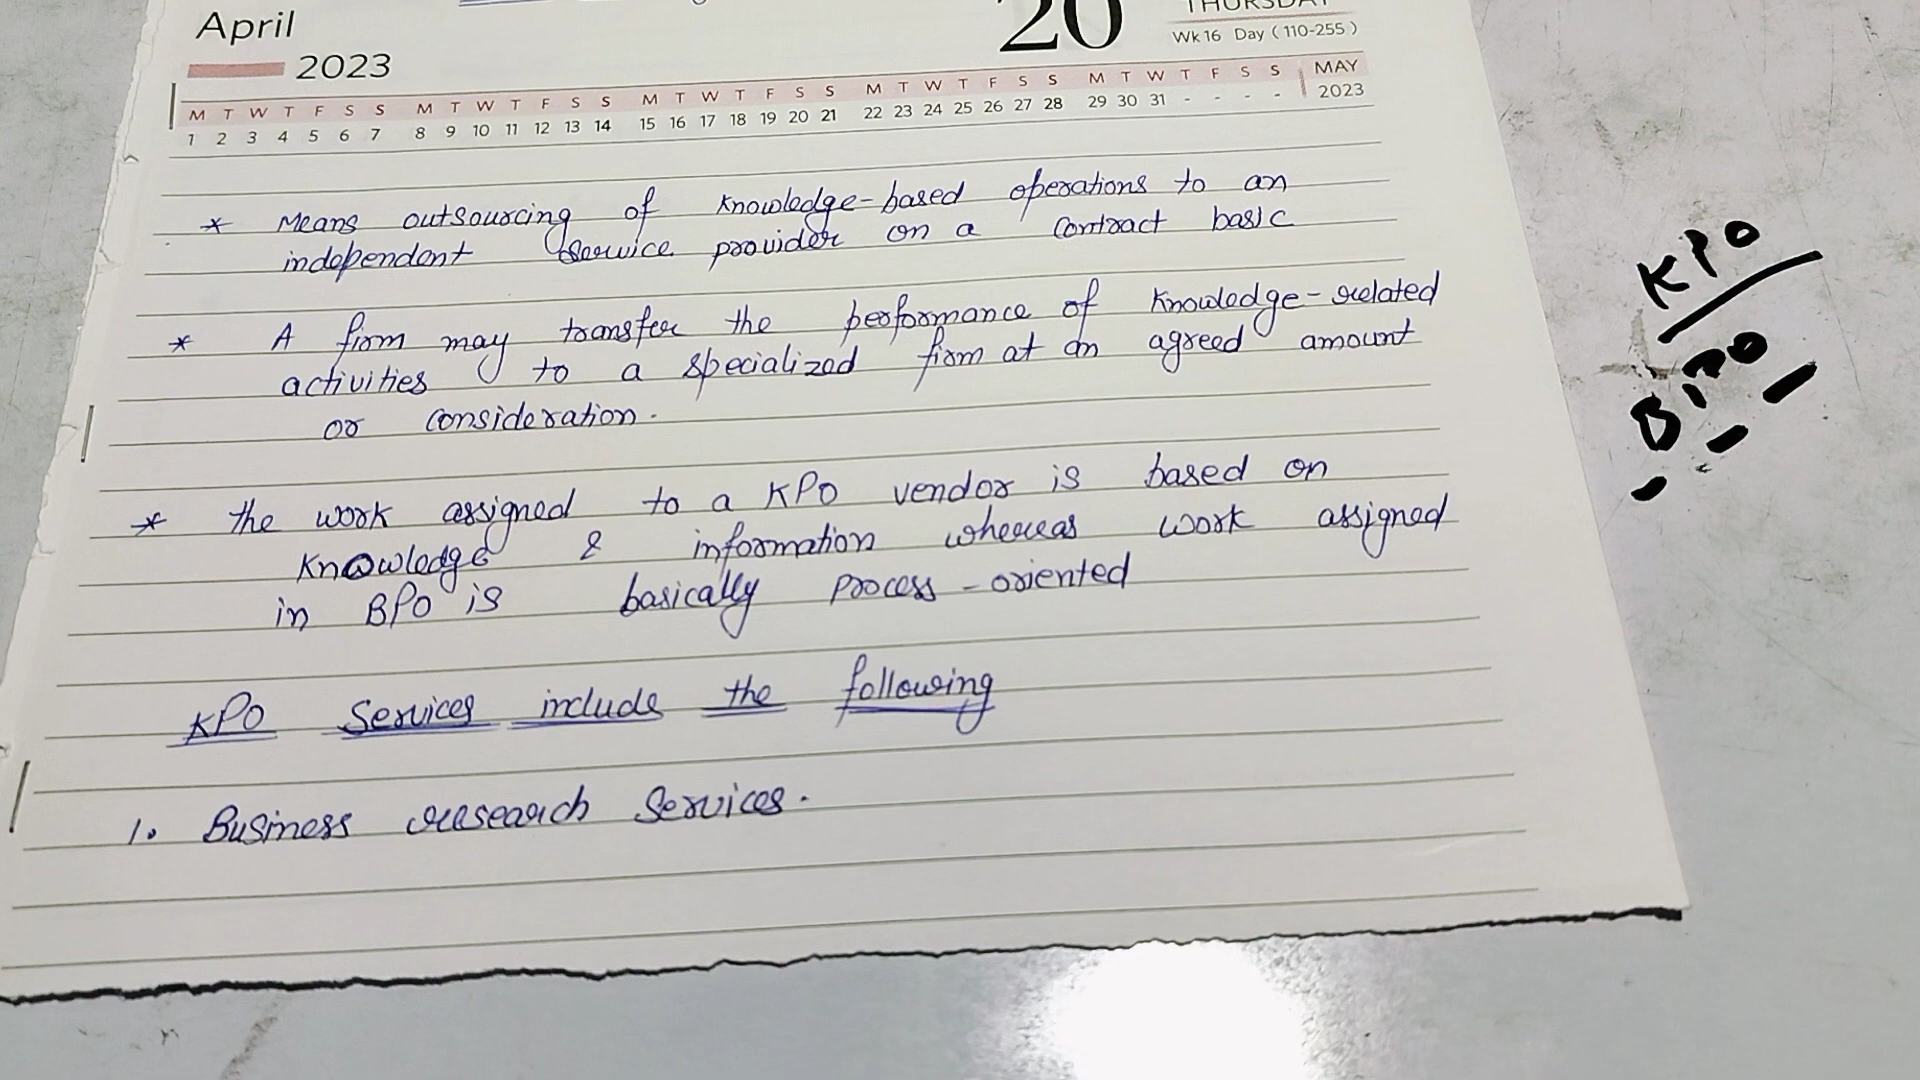 April
2023
20
THURSDAY
Wk 16 Day (110-255)
M T W T F S S M T W T F S S M T W T F S S M T W T F S S M T W T F S S MAY
1 2 3 4 5 6 7 8 9 10 11 12 13 14 15 16 17 18 19 20 21 22 23 24 25 26 27 28 29 30 31 - - - - 2023
* Means outsourcing of knowledge-based operations to an
independent service provider on a contract basic
* A firm may transfer the performance of knowledge-related
activities to a specialized firm at an agreed amount
or consideration.
* the work assigned to a KPO vendor is based on
Knowledge & information whereas work assigned
in BPO is basically process-oriented
KPO Services include the following
1. Business research Services.
KPO
BPO